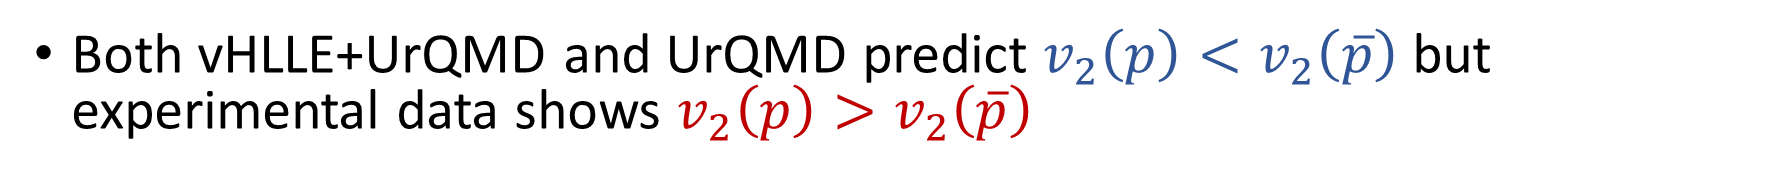 • Both vHLLE+UrQMD and UrQMD predict v₂(p) < v₂(p̄) but
experimental data shows v₂(p) > v₂(p̄)